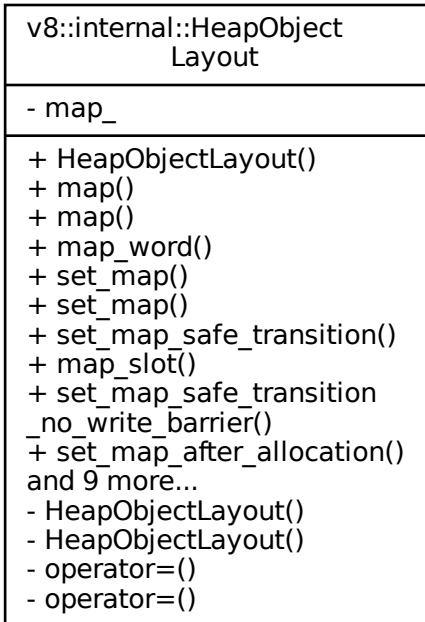 v8::internal::HeapObject
Layout
- map_
+ HeapObjectLayout()
+ map()
+ map()
+ map_word()
+ set_map()
+ set_map()
+ set_map_safe_transition()
+ map_slot()
+ set_map_safe_transition
_no_write_barrier()
+ set_map_after_allocation()
and 9 more...
- HeapObjectLayout()
- HeapObjectLayout()
- operator=()
- operator=()